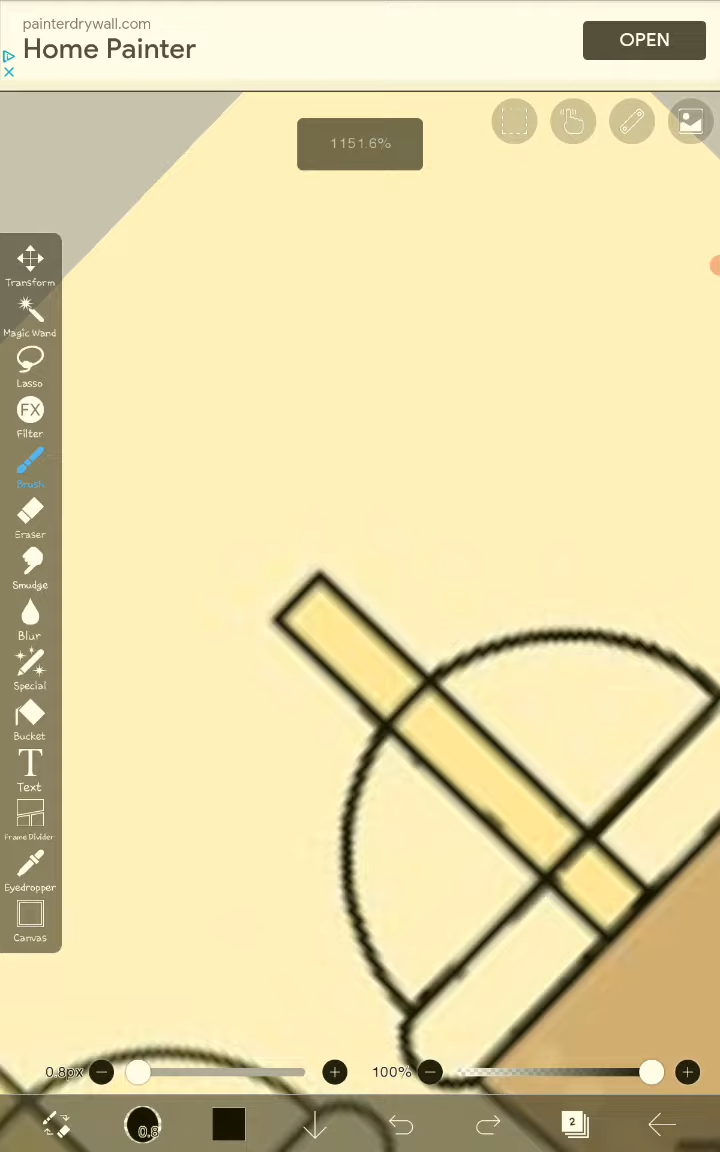 painterdrywall.com
Home Painter
OPEN
1151.6%
Transform
Magic Wand
Lasso
FX
Filter
Brush
Eraser
Smudge
Blur
Special
Bucket
T
Text
Frame Divider
Eyedropper
Canvas
0.8px
100%
0.8
2